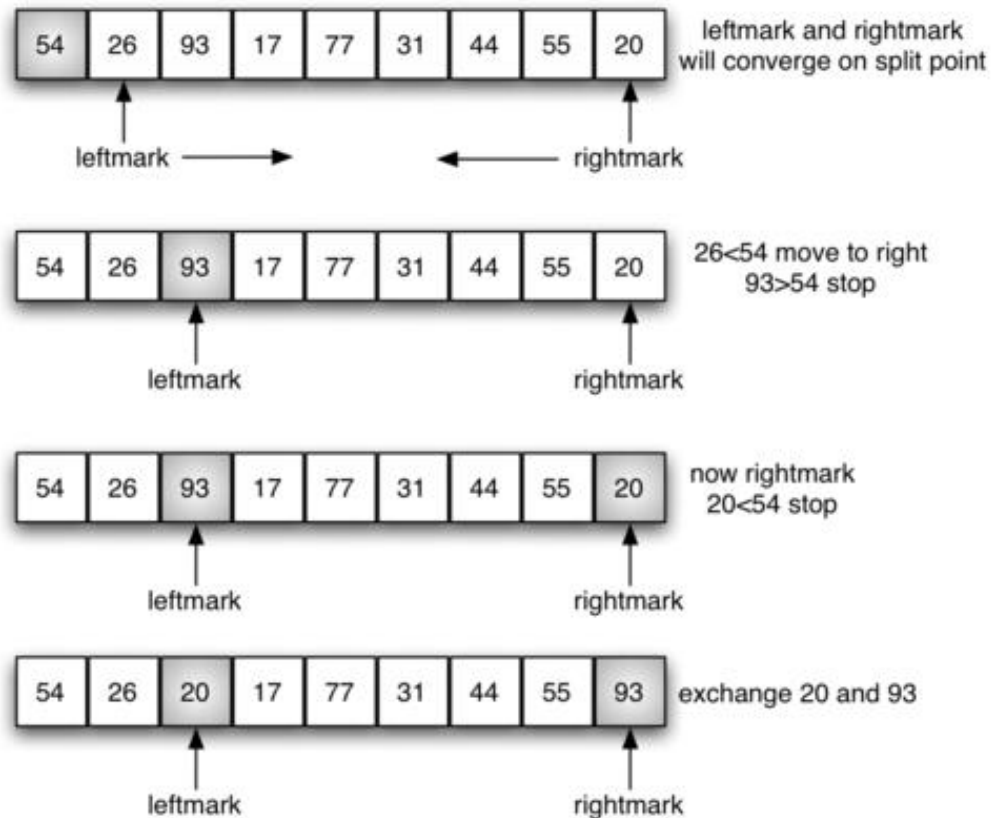 54 26 93 17 77 31 44 55 20
leftmark and rightmark
will converge on split point
leftmark rightmark
54 26 93 17 77 31 44 55 20
26<54 move to right
93>54 stop
leftmark rightmark
54 26 93 17 77 31 44 55 20
now rightmark
20<54 stop
leftmark rightmark
54 26 20 17 77 31 44 55 93
exchange 20 and 93
leftmark rightmark